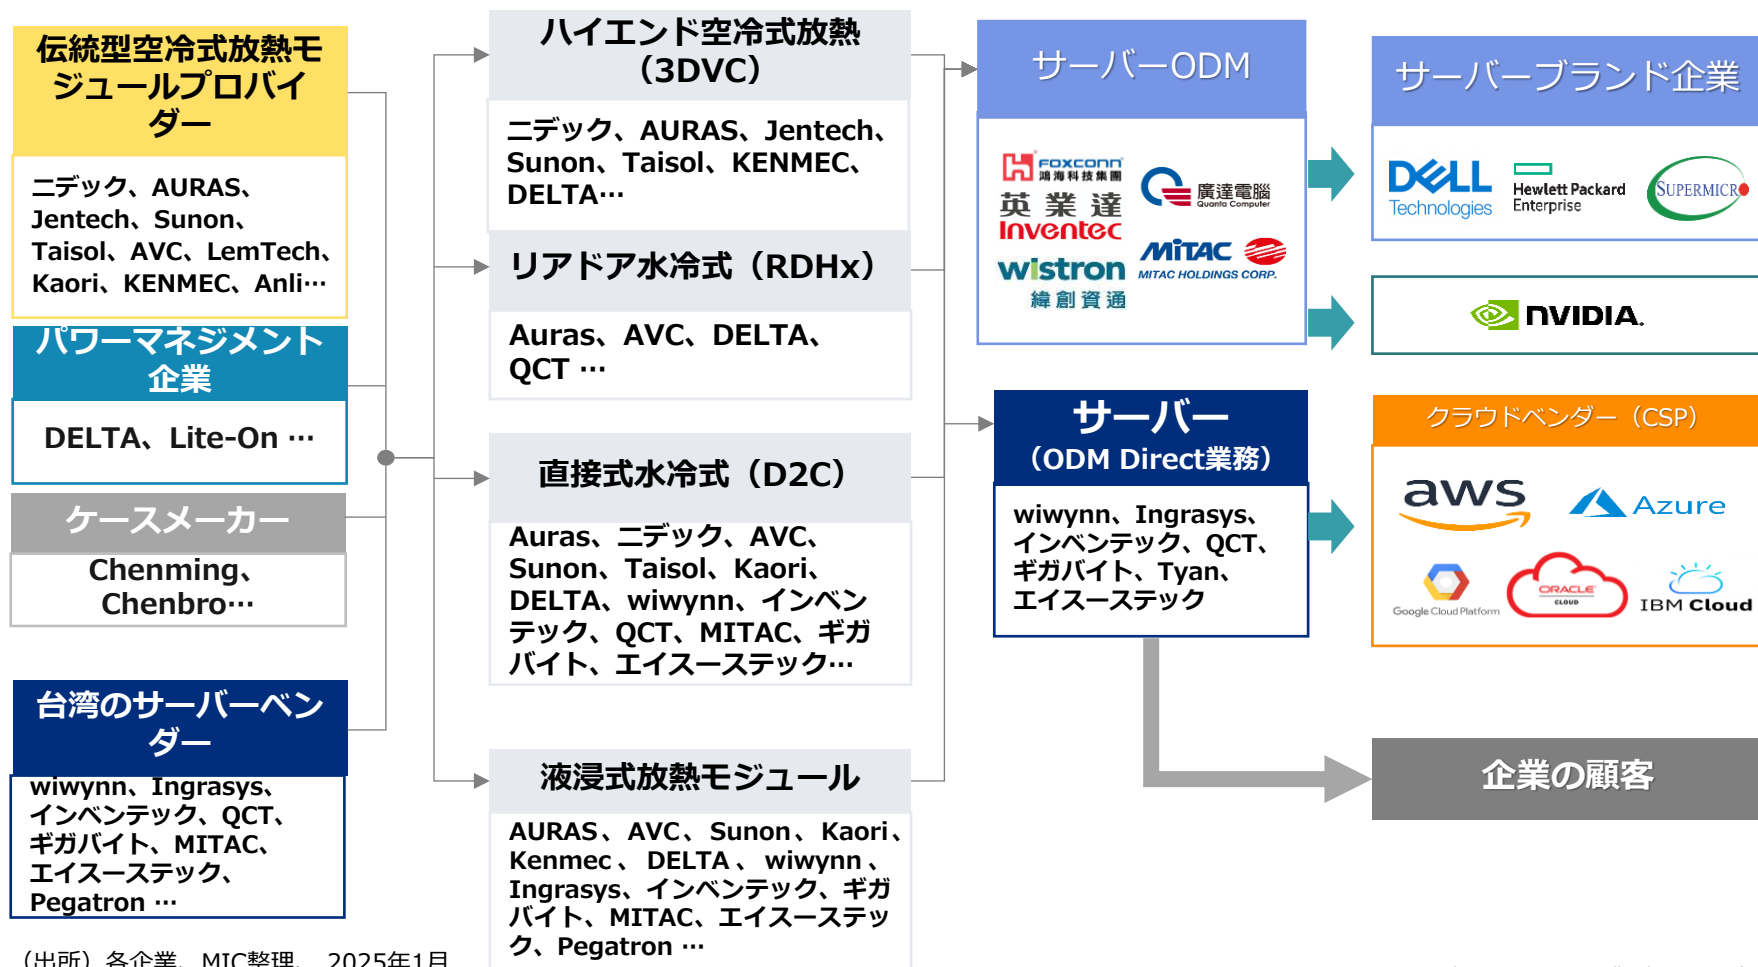 伝統型空冷式放熱モ
ジュールプロバイ
ダー
ニデック、AURAS、
Jentech、Sunon、
Taisol、AVC、LemTech、
Kaori、KENMEC、Anli…
パワーマネジメント
企業
DELTA、Lite-On …
ケースメーカー
Chenming、
Chenbro…
台湾のサーバーベン
ダー
wiwynn、Ingrasys、
インベンテック、QCT、
ギガバイト、MITAC、
エイスーステック、
Pegatron …
（出所）各企業、MIC整理、 2025年1月
ハイエンド空冷式放熱
（3DVC）
ニデック、AURAS、Jentech、
Sunon、Taisol、KENMEC、
DELTA…
リアドア水冷式（RDHx）
Auras、AVC、DELTA、
QCT …
直接式水冷式（D2C）
Auras、ニデック、AVC、
Sunon、Taisol、Kaori、
DELTA、wiwynn、インベン
テック、QCT、MITAC、ギガ
バイト、エイスーステック…
液浸式放熱モジュール
AURAS、AVC、Sunon、Kaori、
Kenmec、DELTA、wiwynn、
Ingrasys、インベンテック、ギガ
バイト、MITAC、エイスーステッ
ク、Pegatron …
サーバーODM
FOXCONN
鴻海科技集團
廣達電腦
Quanta Computer
英業達
Inventec
MiTAC
MITAC HOLDINGS CORP.
wistron
緯創資通
サーバー
（ODM Direct業務）
wiwynn、Ingrasys、
インベンテック、QCT、
ギガバイト、Tyan、
エイスーステック
サーバーブランド企業
DELL
Technologies
Hewlett Packard
Enterprise
SUPERMICR
NVIDIA.
クラウドベンダー（CSP）
aws
Azure
Google Cloud Platform
ORACLE
CLOUD
IBM Cloud
企業の顧客